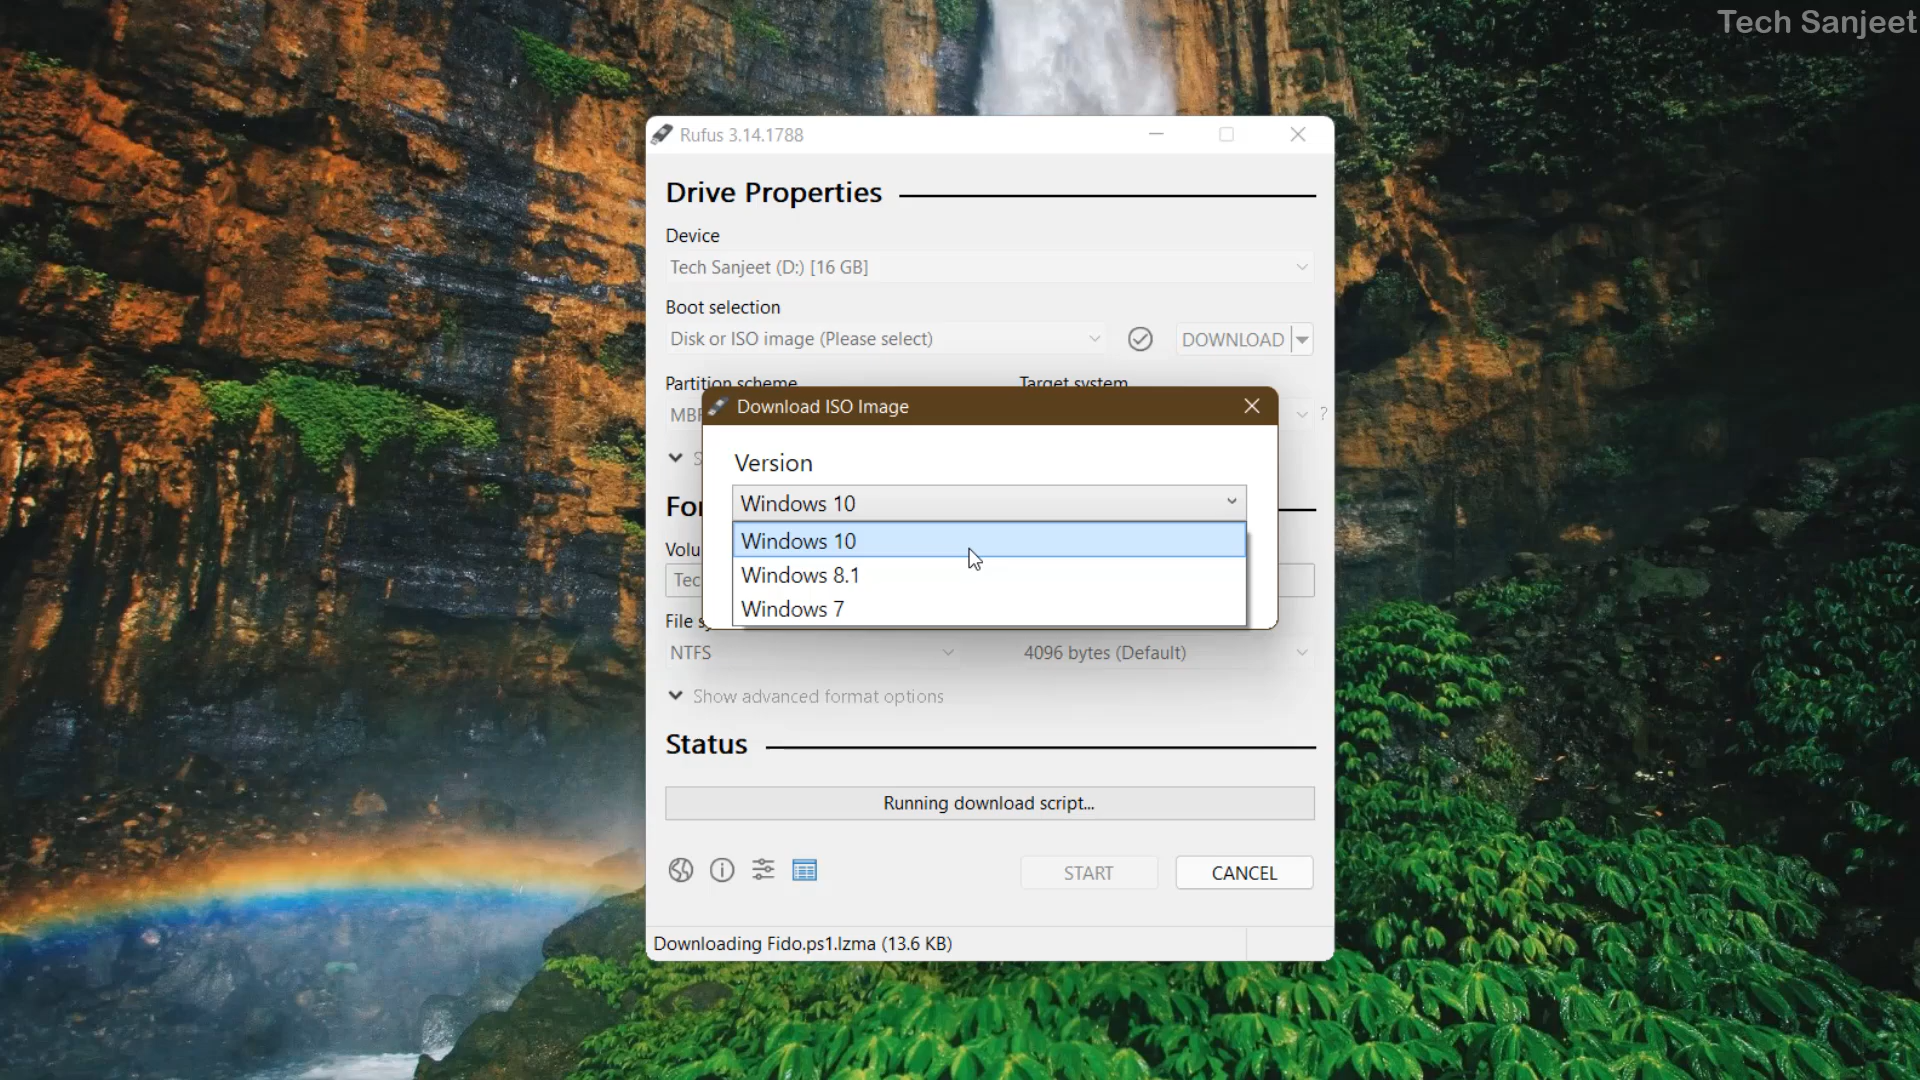 Tech Sanjeet
Rufus 3.14.1788
Drive Properties
Device
Tech Sanjeet (D:) [16 GB]
Boot selection
Disk or ISO image (Please select)
DOWNLOAD
Partition scheme
Target system
MB
?
Download ISO Image
Version
Windows 10
Windows 10
Windows 8.1
Windows 7
S
For
Volu
Tec
File s
NTFS
4096 bytes (Default)
Show advanced format options
Status
Running download script...
START
CANCEL
Downloading Fido.ps1.lzma (13.6 KB)